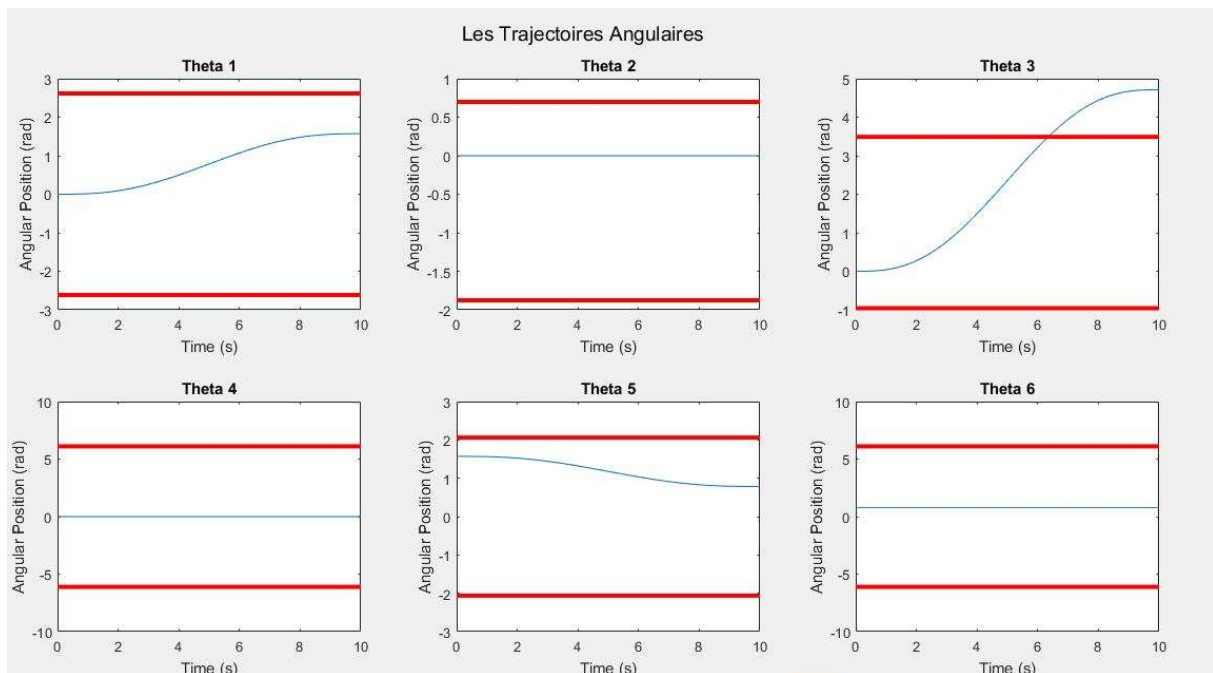 Les Trajectoires Angulaires
Theta 1
Theta 2
Theta 3
Angular Position (rad)
3
2
1
0
-1
-2
-3
0 2 4 6 8 10
Time (s)
Angular Position (rad)
1
0.5
0
-0.5
-1
-1.5
-2
0 2 4 6 8 10
Time (s)
Angular Position (rad)
5
4
3
2
1
0
-1
0 2 4 6 8 10
Time (s)
Theta 4
Theta 5
Theta 6
Angular Position (rad)
10
5
0
-5
-10
0 2 4 6 8 10
Time (s)
Angular Position (rad)
3
2
1
0
-1
-2
-3
0 2 4 6 8 10
Time (s)
Angular Position (rad)
10
5
0
-5
-10
0 2 4 6 8 10
Time (s)